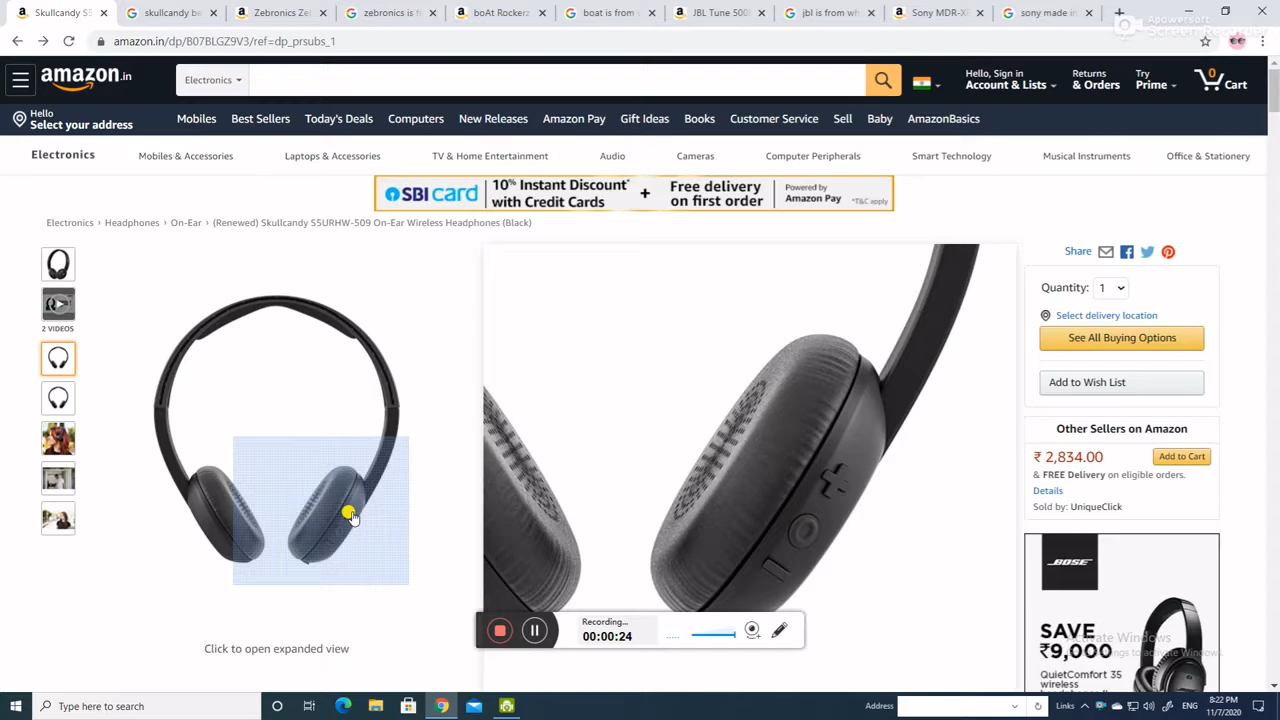 Skullcandy S5
skullcandy be
Zebronics Ze
zebronics is f
boAt Rockerz
boat is from
JBL Tune 500
jbl is from wh
Sony MDR-X
sony made in
Apowersoft
Screen Recorder
amazon.in/dp/B07BLGZ9V3/ref=dp_prsubs_1
amazon.in
Electronics
Hello, Sign in
Account & Lists
Returns
& Orders
Try
Prime
0
Cart
Hello
Select your address
Mobiles
Best Sellers
Today's Deals
Computers
New Releases
Amazon Pay
Gift Ideas
Books
Customer Service
Sell
Baby
AmazonBasics
Electronics
Mobiles & Accessories
Laptops & Accessories
TV & Home Entertainment
Audio
Cameras
Computer Peripherals
Smart Technology
Musical Instruments
Office & Stationery
SBI card
10% Instant Discount*
with Credit Cards
+
Free delivery
on first order
Powered by
Amazon Pay
*T&C apply
Electronics › Headphones › On-Ear › (Renewed) Skullcandy S5URHW-509 On-Ear Wireless Headphones (Black)
2 VIDEOS
Click to open expanded view
Share
Quantity: 1
Select delivery location
See All Buying Options
Add to Wish List
Other Sellers on Amazon
₹ 2,834.00
Add to Cart
& FREE Delivery on eligible orders.
Details
Sold by: UniqueClick
BOSE
SAVE
₹9,000
QuietComfort 35
wireless
Activate Windows
Recording...
00:00:24
Type here to search
Address
Links
ENG
8:22 PM
11/7/2020